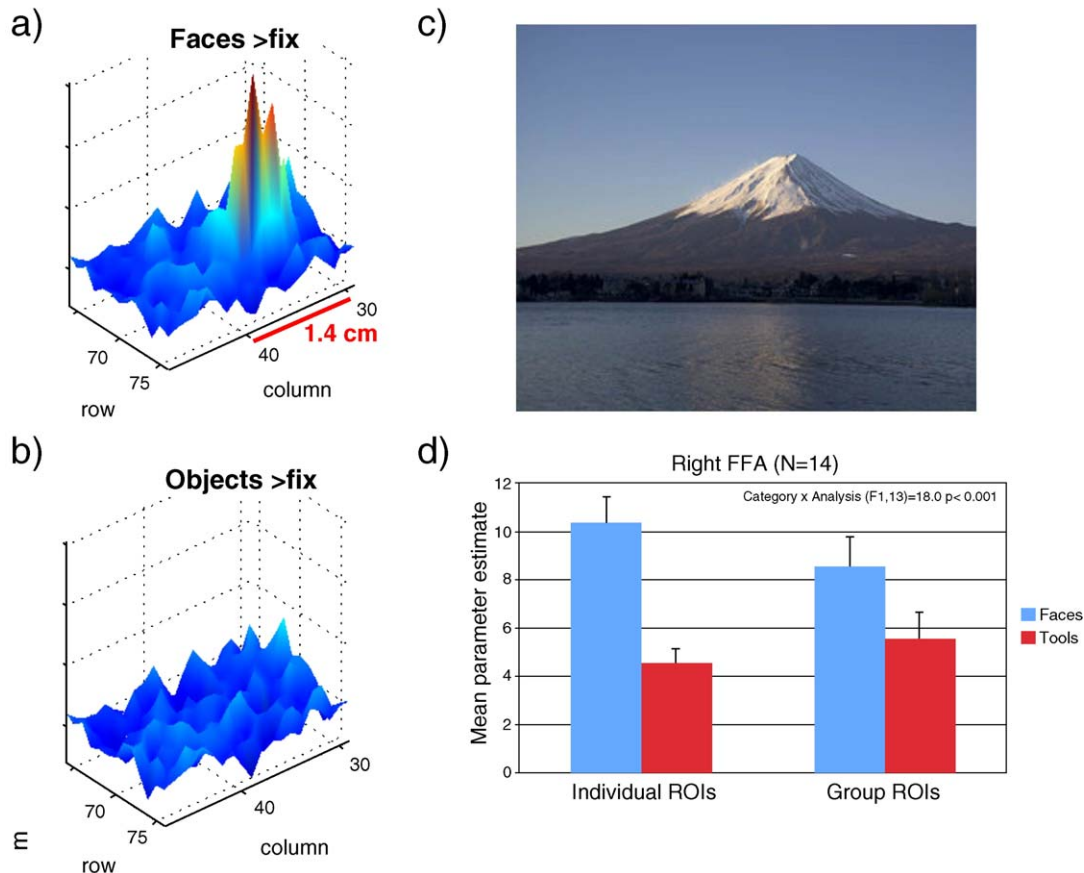 a)
Faces >fix
30
1.4 cm
40
70
75
column
row
b)
Objects >fix
30
40
70
75
column
row
m
c)
d)
Right FFA (N=14)
Category x Analysis (F1,13)=18.0 p< 0.001
12
10
8
6
4
2
0
Mean parameter estimate
Faces
Tools
Individual ROIs
Group ROIs